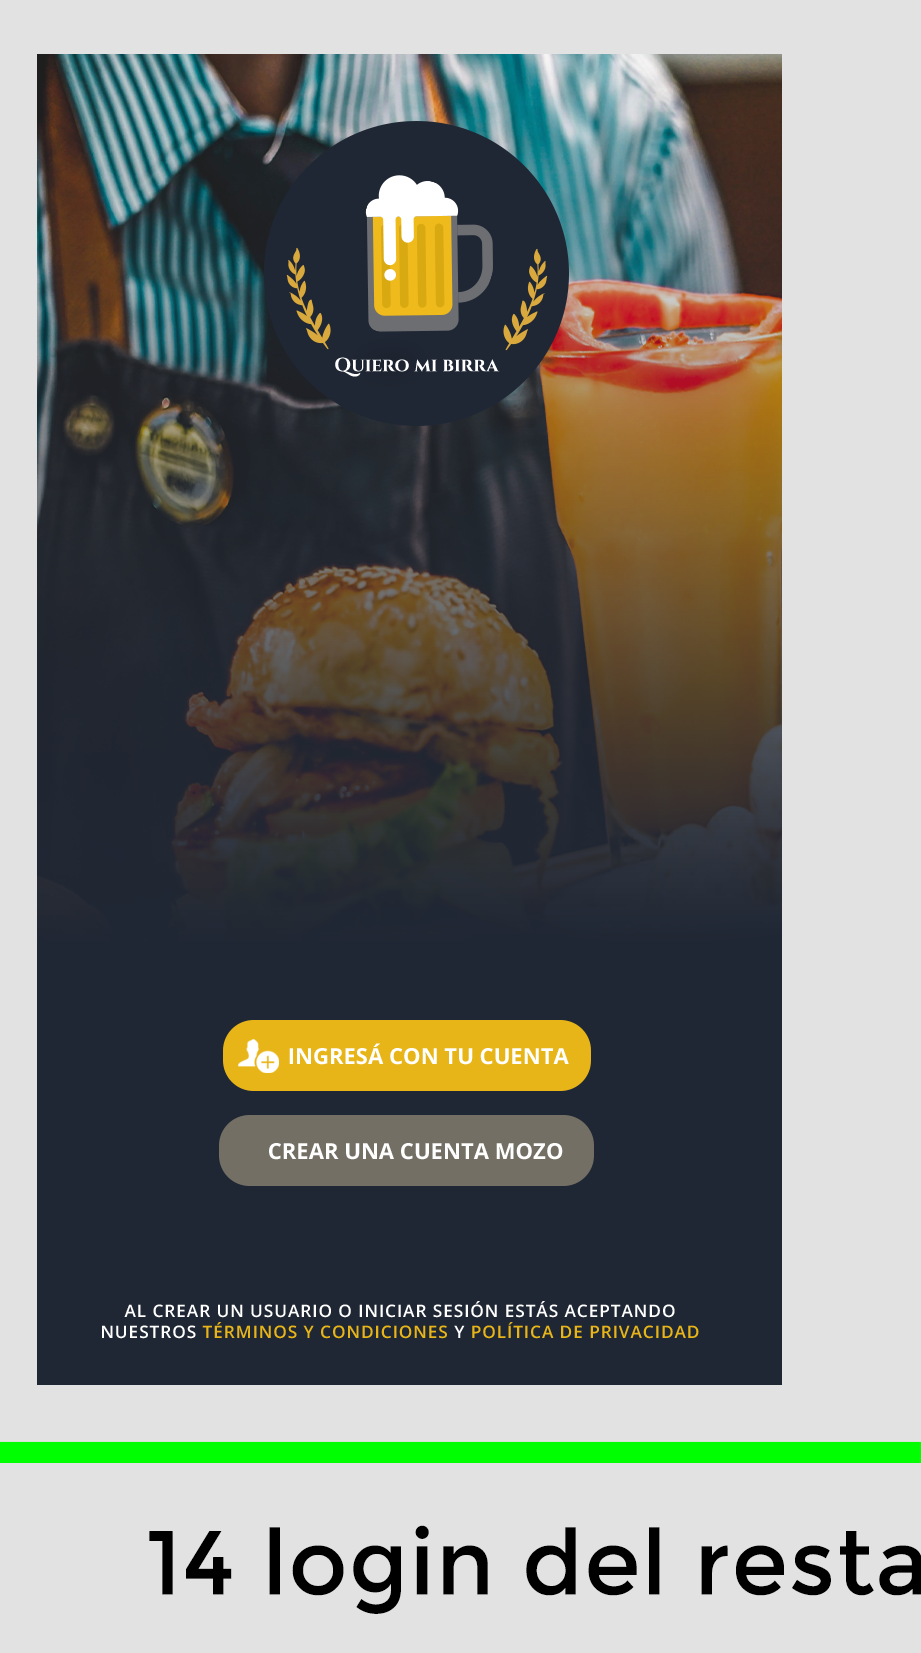 QUIERO MI BIRRA
INGRESÁ CON TU CUENTA
CREAR UNA CUENTA MOZO
AL CREAR UN USUARIO O INICIAR SESIÓN ESTÁS ACEPTANDO
NUESTROS TÉRMINOS Y CONDICIONES Y POLÍTICA DE PRIVACIDAD
14 login del resta